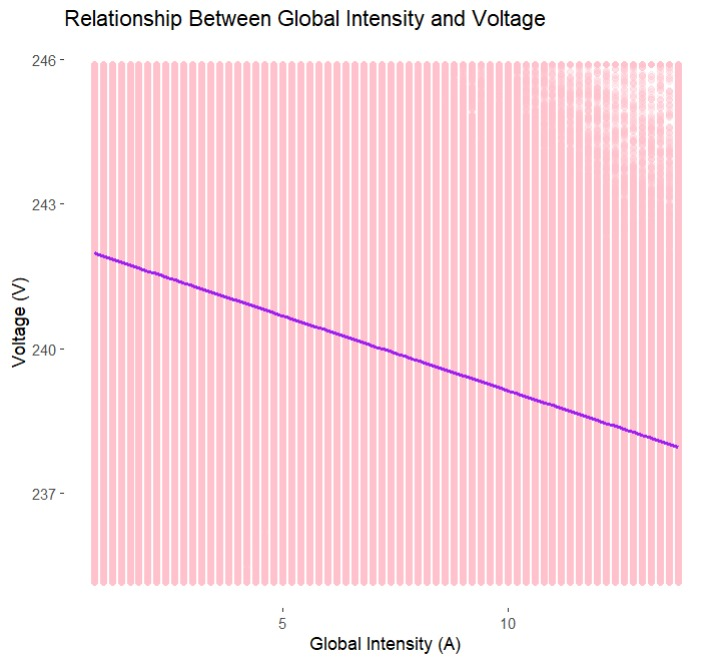 Relationship Between Global Intensity and Voltage
246
243
240
237
Voltage (V)
5 10
Global Intensity (A)